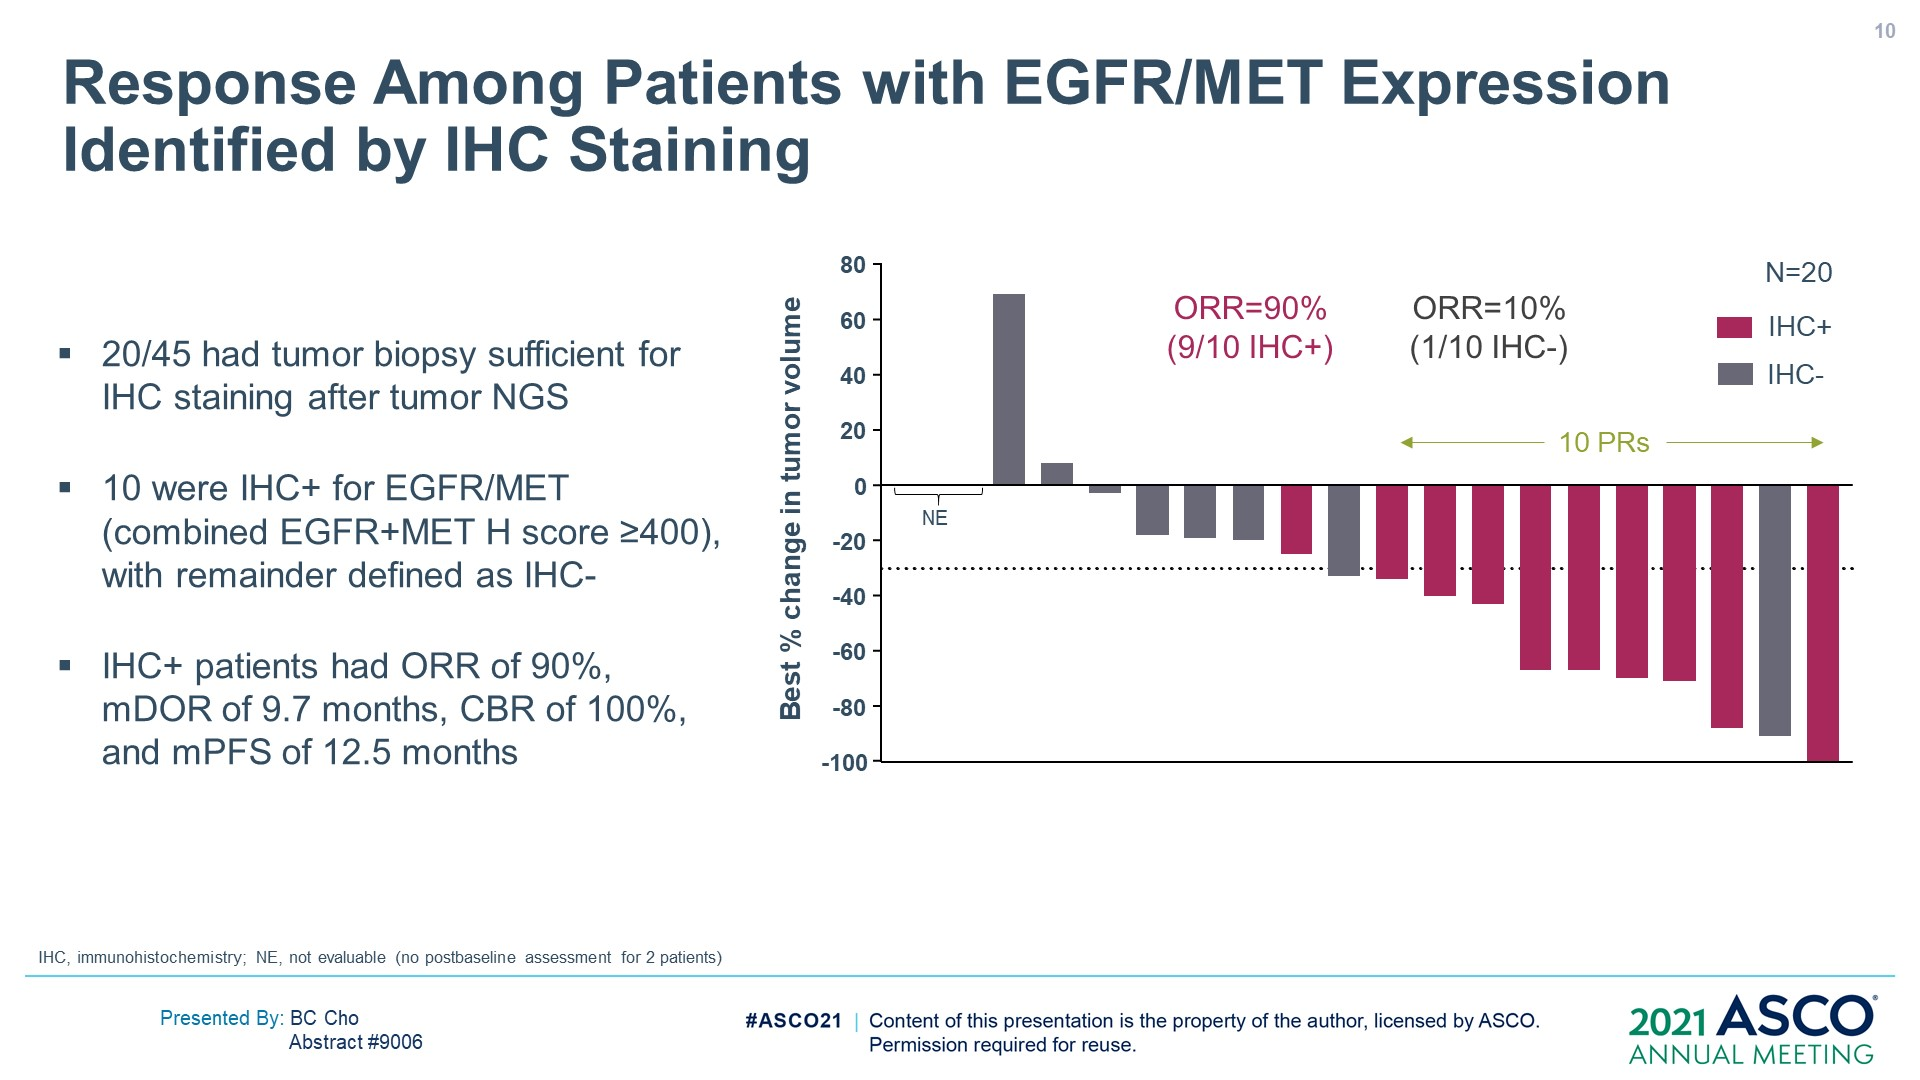 10
Response Among Patients with EGFR/MET Expression
Identified by IHC Staining
▪ 20/45 had tumor biopsy sufficient for
IHC staining after tumor NGS
▪ 10 were IHC+ for EGFR/MET
(combined EGFR+MET H score ≥400),
with remainder defined as IHC-
▪ IHC+ patients had ORR of 90%,
mDOR of 9.7 months, CBR of 100%,
and mPFS of 12.5 months
Best % change in tumor volume
80
60
40
20
0
-20
-40
-60
-80
-100
NE
ORR=90%
(9/10 IHC+)
ORR=10%
(1/10 IHC-)
N=20
IHC+
IHC-
10 PRs
IHC, immunohistochemistry; NE, not evaluable (no postbaseline assessment for 2 patients)
Presented By: BC Cho
Abstract #9006
#ASCO21 | Content of this presentation is the property of the author, licensed by ASCO.
Permission required for reuse.
2021 ASCO®
ANNUAL MEETING